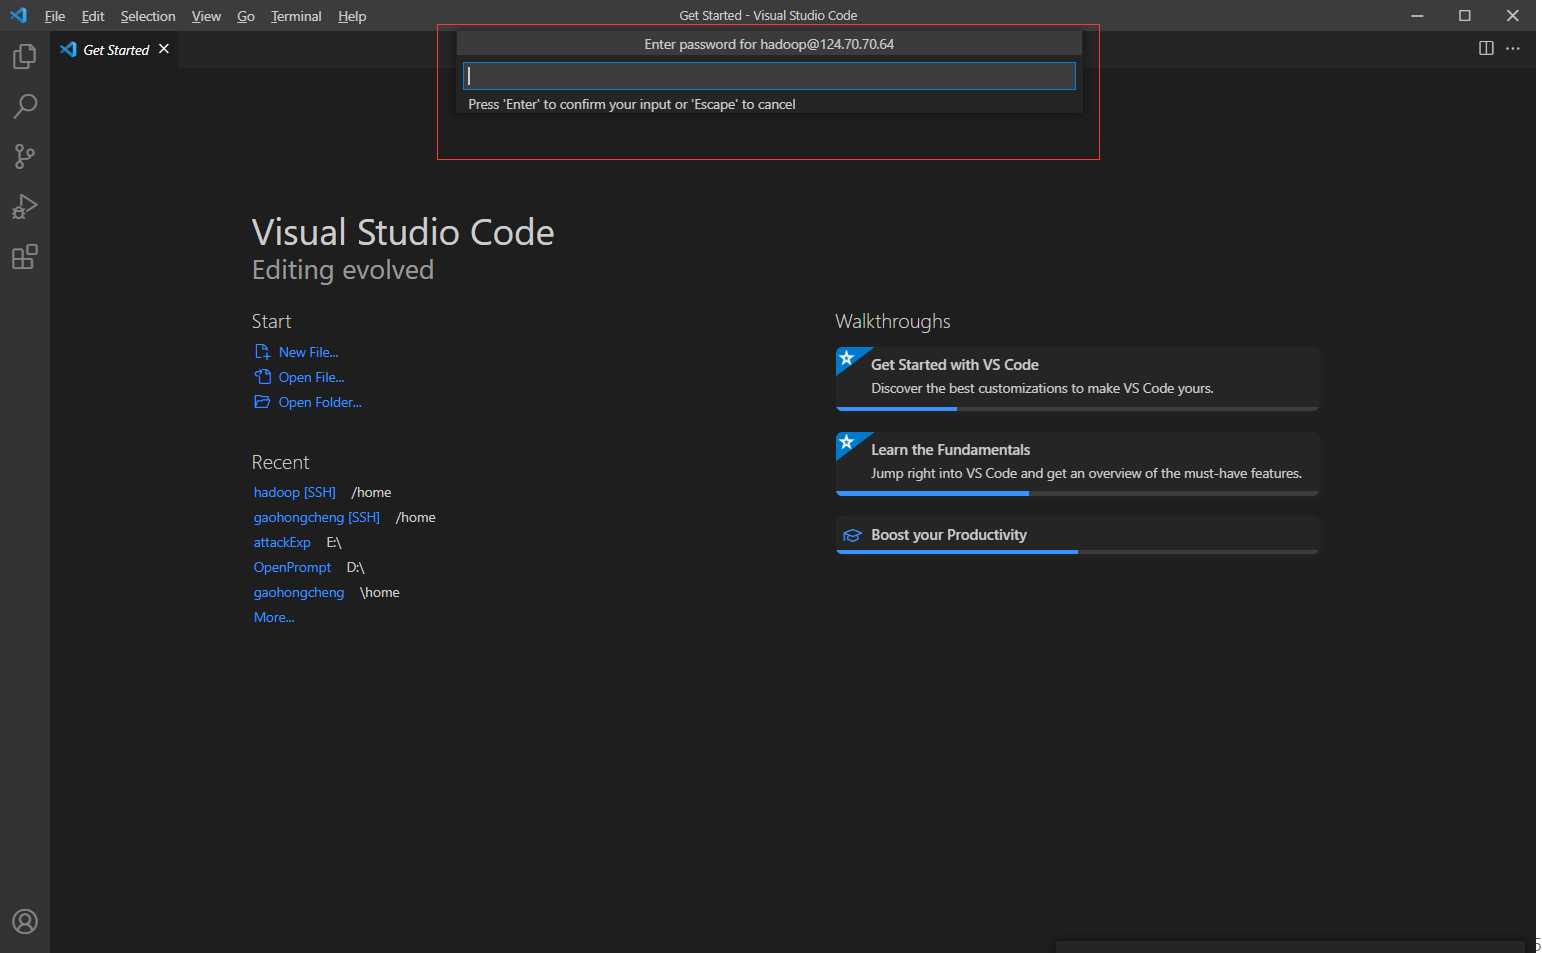 File Edit Selection View Go Terminal Help
Get Started - Visual Studio Code
Get Started
Enter password for hadoop@124.70.70.64
Press 'Enter' to confirm your input or 'Escape' to cancel
Visual Studio Code
Editing evolved
Start
New File...
Open File...
Open Folder...
Recent
hadoop [SSH] /home
gaohongcheng [SSH] /home
attackExp E:\
OpenPrompt D:\
gaohongcheng \home
More...
Walkthroughs
Get Started with VS Code
Discover the best customizations to make VS Code yours.
Learn the Fundamentals
Jump right into VS Code and get an overview of the must-have features.
Boost your Productivity